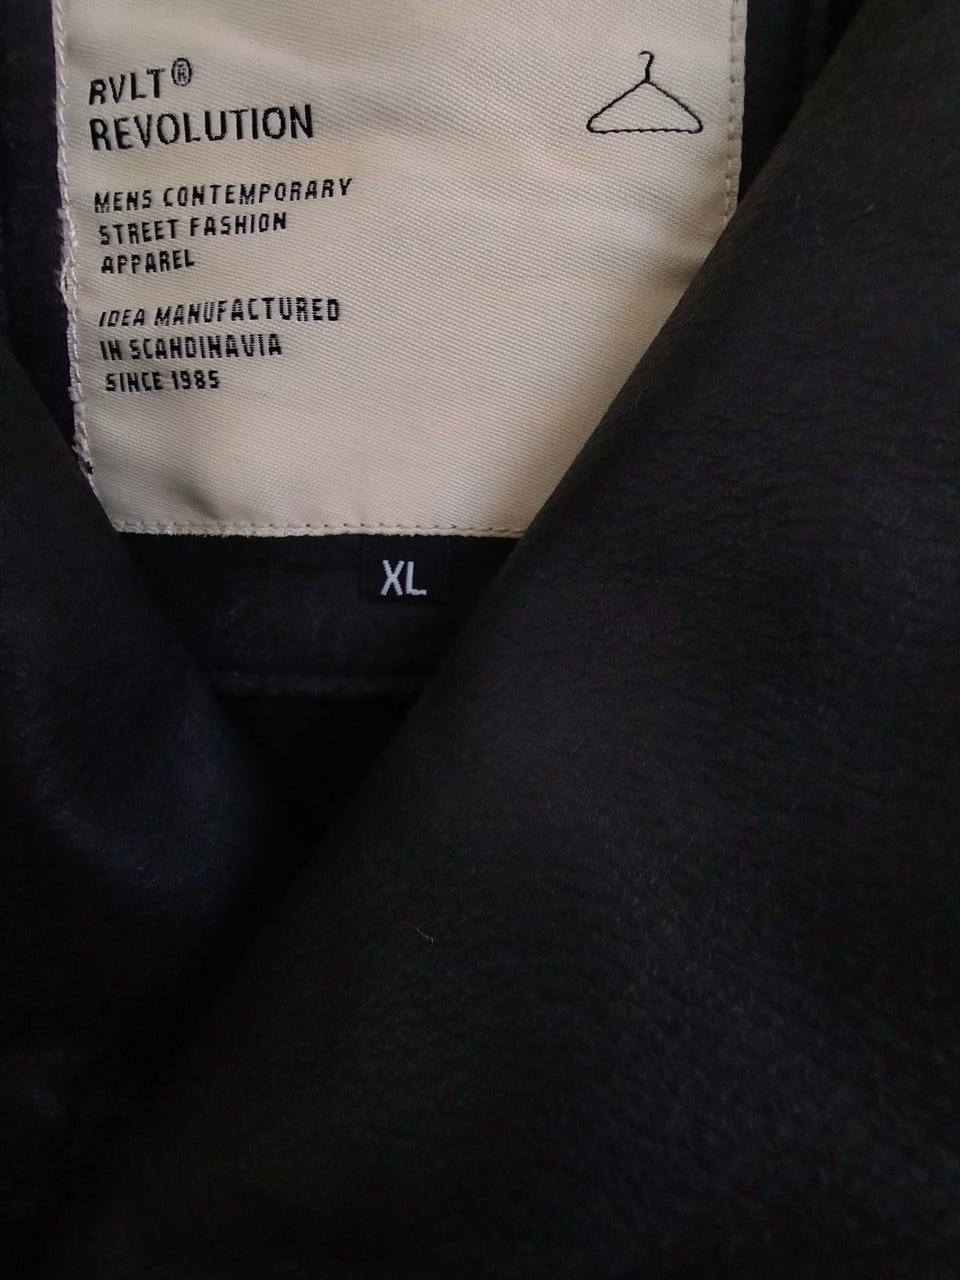 RVLT®
REVOLUTION
MENS CONTEMPORARY
STREET FASHION
APPAREL
IDEA MANUFACTURED
IN SCANDINAVIA
SINCE 1985
XL